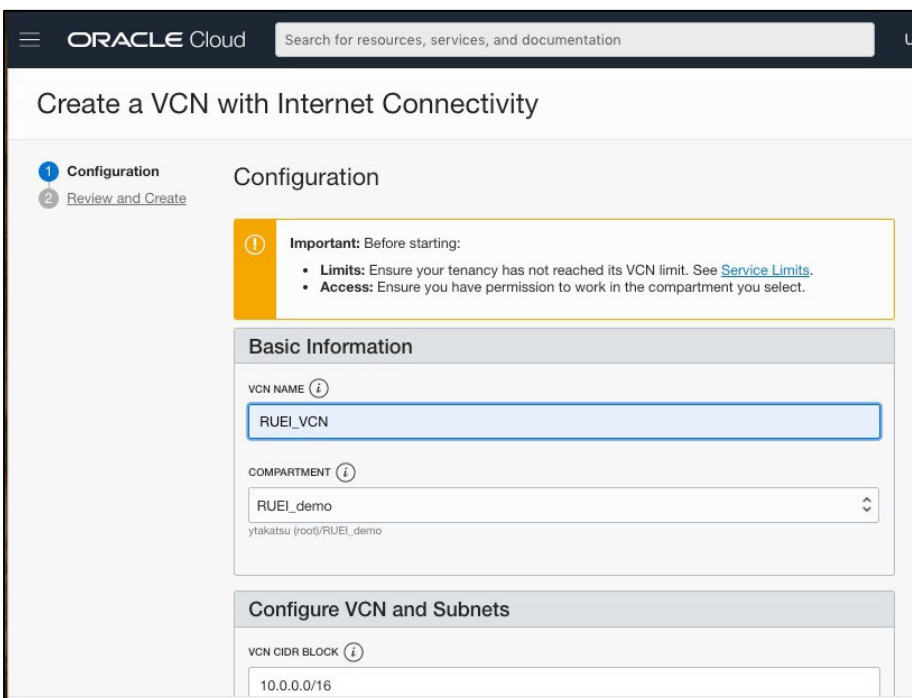 ORACLE Cloud
Search for resources, services, and documentation
U
Create a VCN with Internet Connectivity
1 Configuration
2 Review and Create
Configuration
Important: Before starting:
• Limits: Ensure your tenancy has not reached its VCN limit. See Service Limits.
• Access: Ensure you have permission to work in the compartment you select.
Basic Information
VCN NAME i
RUEI_VCN
COMPARTMENT i
RUEI_demo
ytakatsu (root)/RUEI_demo
Configure VCN and Subnets
VCN CIDR BLOCK i
10.0.0.0/16